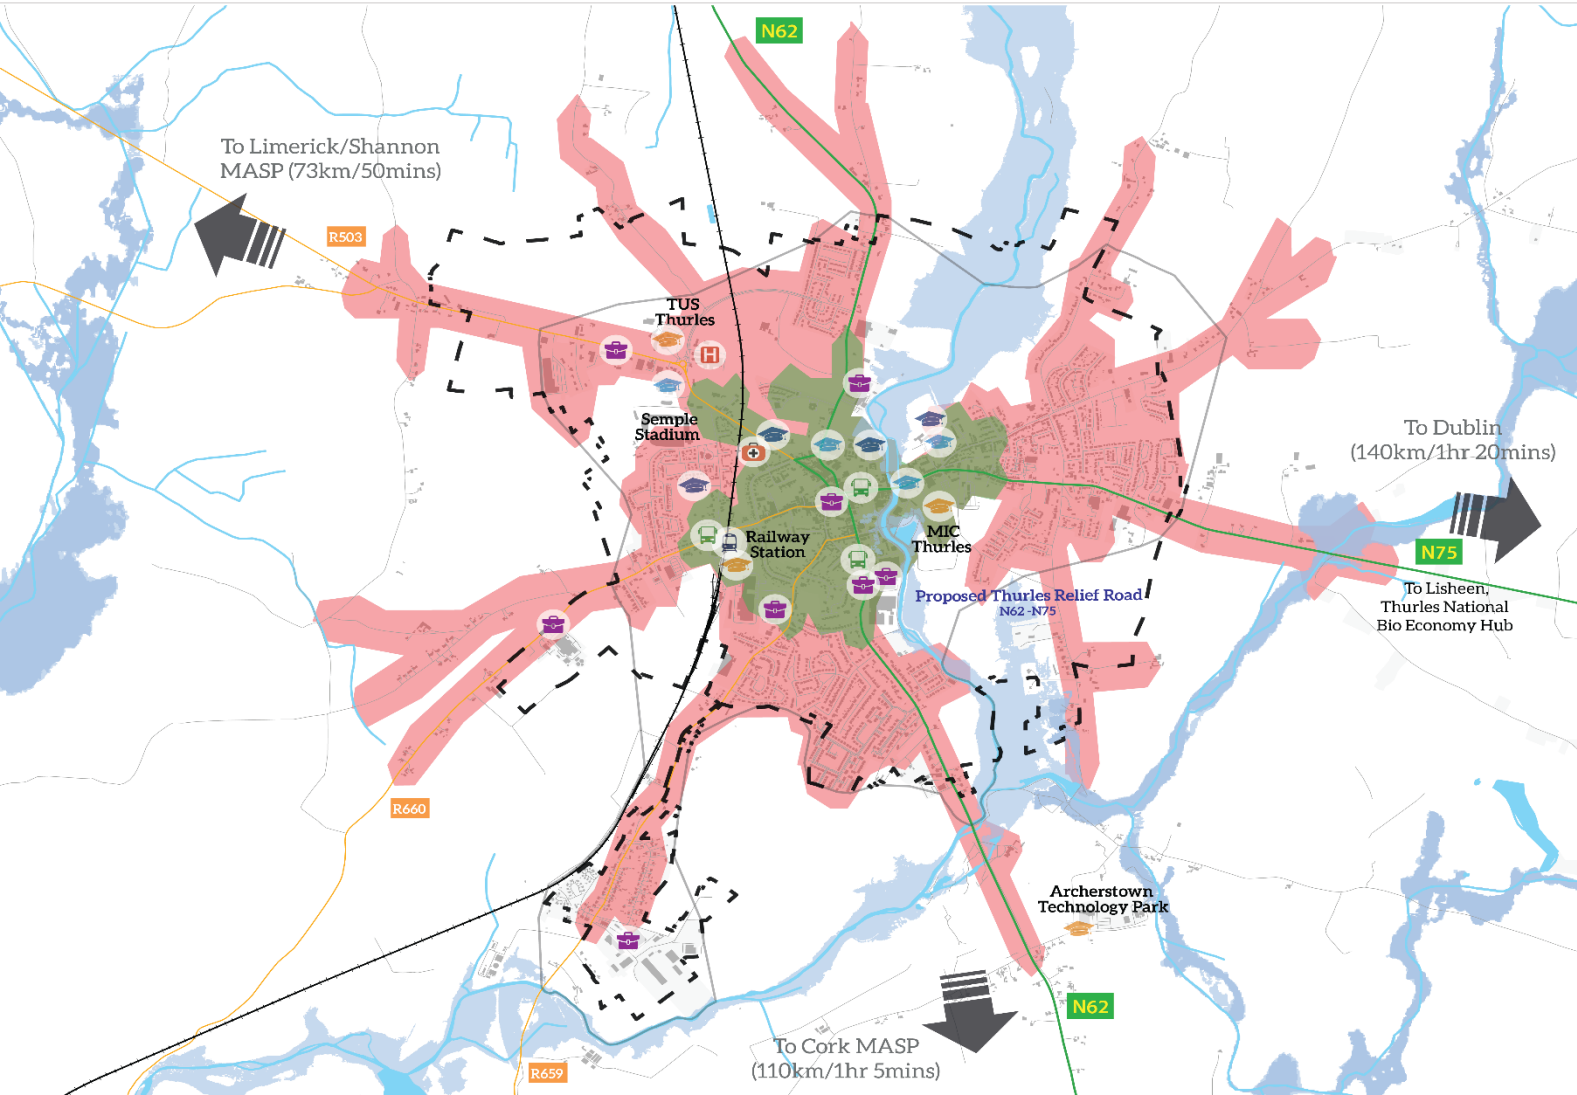 N62
To Limerick/Shannon
MASP (73km/50mins)
R503
TUS
Thurles
H
Semple
Stadium
To Dublin
(140km/1hr 20mins)
Railway
Station
MIC
Thurles
N75
To Lisheen,
Thurles National
Bio Economy Hub
Proposed Thurles Relief Road
N62 -N75
R660
Archerstown
Technology Park
N62
To Cork MASP
(110km/1hr 5mins)
R659